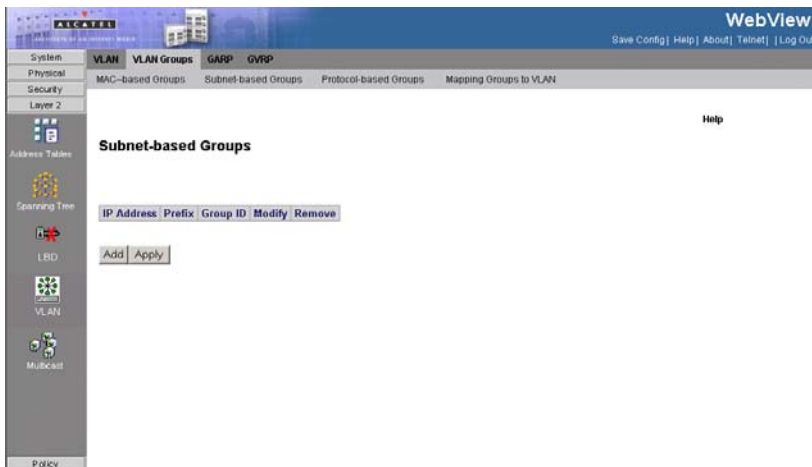 ALCATEL
WebView
Save Config| Help| About| Telnet| |Log Ou
System
Physical
Security
Layer 2
Address Tables
Spanning Tree
LBD
VLAN
Multicast
Policy
VLAN VLAN Groups GARP GVRP
MAC-based Groups Subnet-based Groups Protocol-based Groups Mapping Groups to VLAN
Help
Subnet-based Groups
IP Address Prefix Group ID Modify Remove
Add Apply